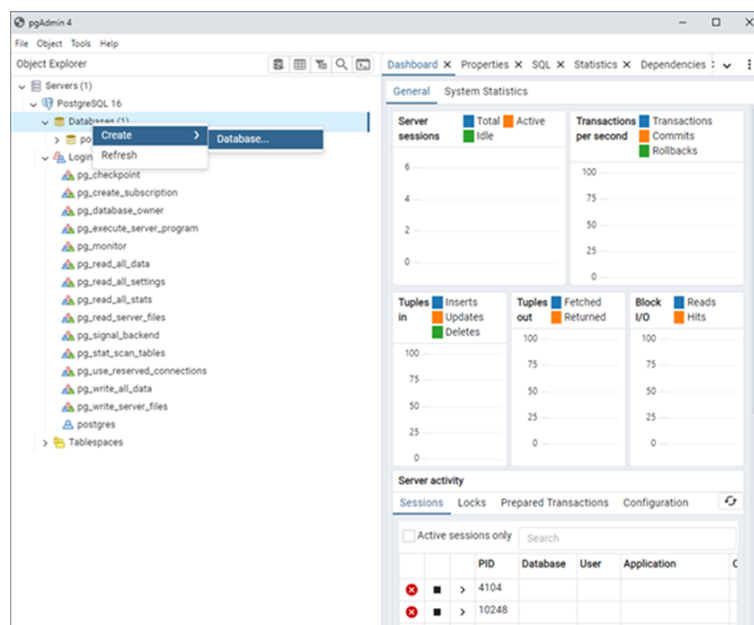 pgAdmin 4
File Object Tools Help
Object Explorer
Servers (1)
PostgreSQL 16
Databases (1)
Create
Database...
Refresh
pg_checkpoint
pg_create_subscription
pg_database_owner
pg_execute_server_program
pg_monitor
pg_read_all_data
pg_read_all_settings
pg_read_all_stats
pg_read_server_files
pg_signal_backend
pg_stat_scan_tables
pg_use_reserved_connections
pg_write_all_data
pg_write_server_files
postgres
Tablespaces
Dashboard Properties SQL Statistics Dependencies
General System Statistics
Server sessions
Total Active
Idle
6
4
2
0
Transactions per second
Transactions
Commits
Rollbacks
100
75
50
25
0
Tuples in
Inserts
Updates
Deletes
100
75
50
25
0
Tuples out
Fetched
Returned
100
75
50
25
0
Block I/O
Reads
Hits
100
75
50
25
0
Server activity
Sessions Locks Prepared Transactions Configuration
Active sessions only Search
PID Database User Application
4104
10248